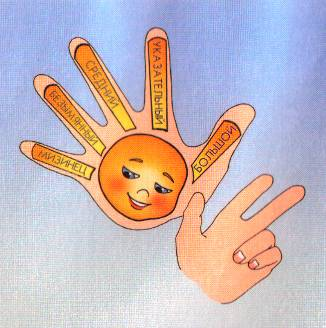 МИЗИНЕЦ
БЕЗЫМЯННЫЙ
СРЕДНИЙ
УКАЗАТЕЛЬНЫЙ
БОЛЬШОЙ